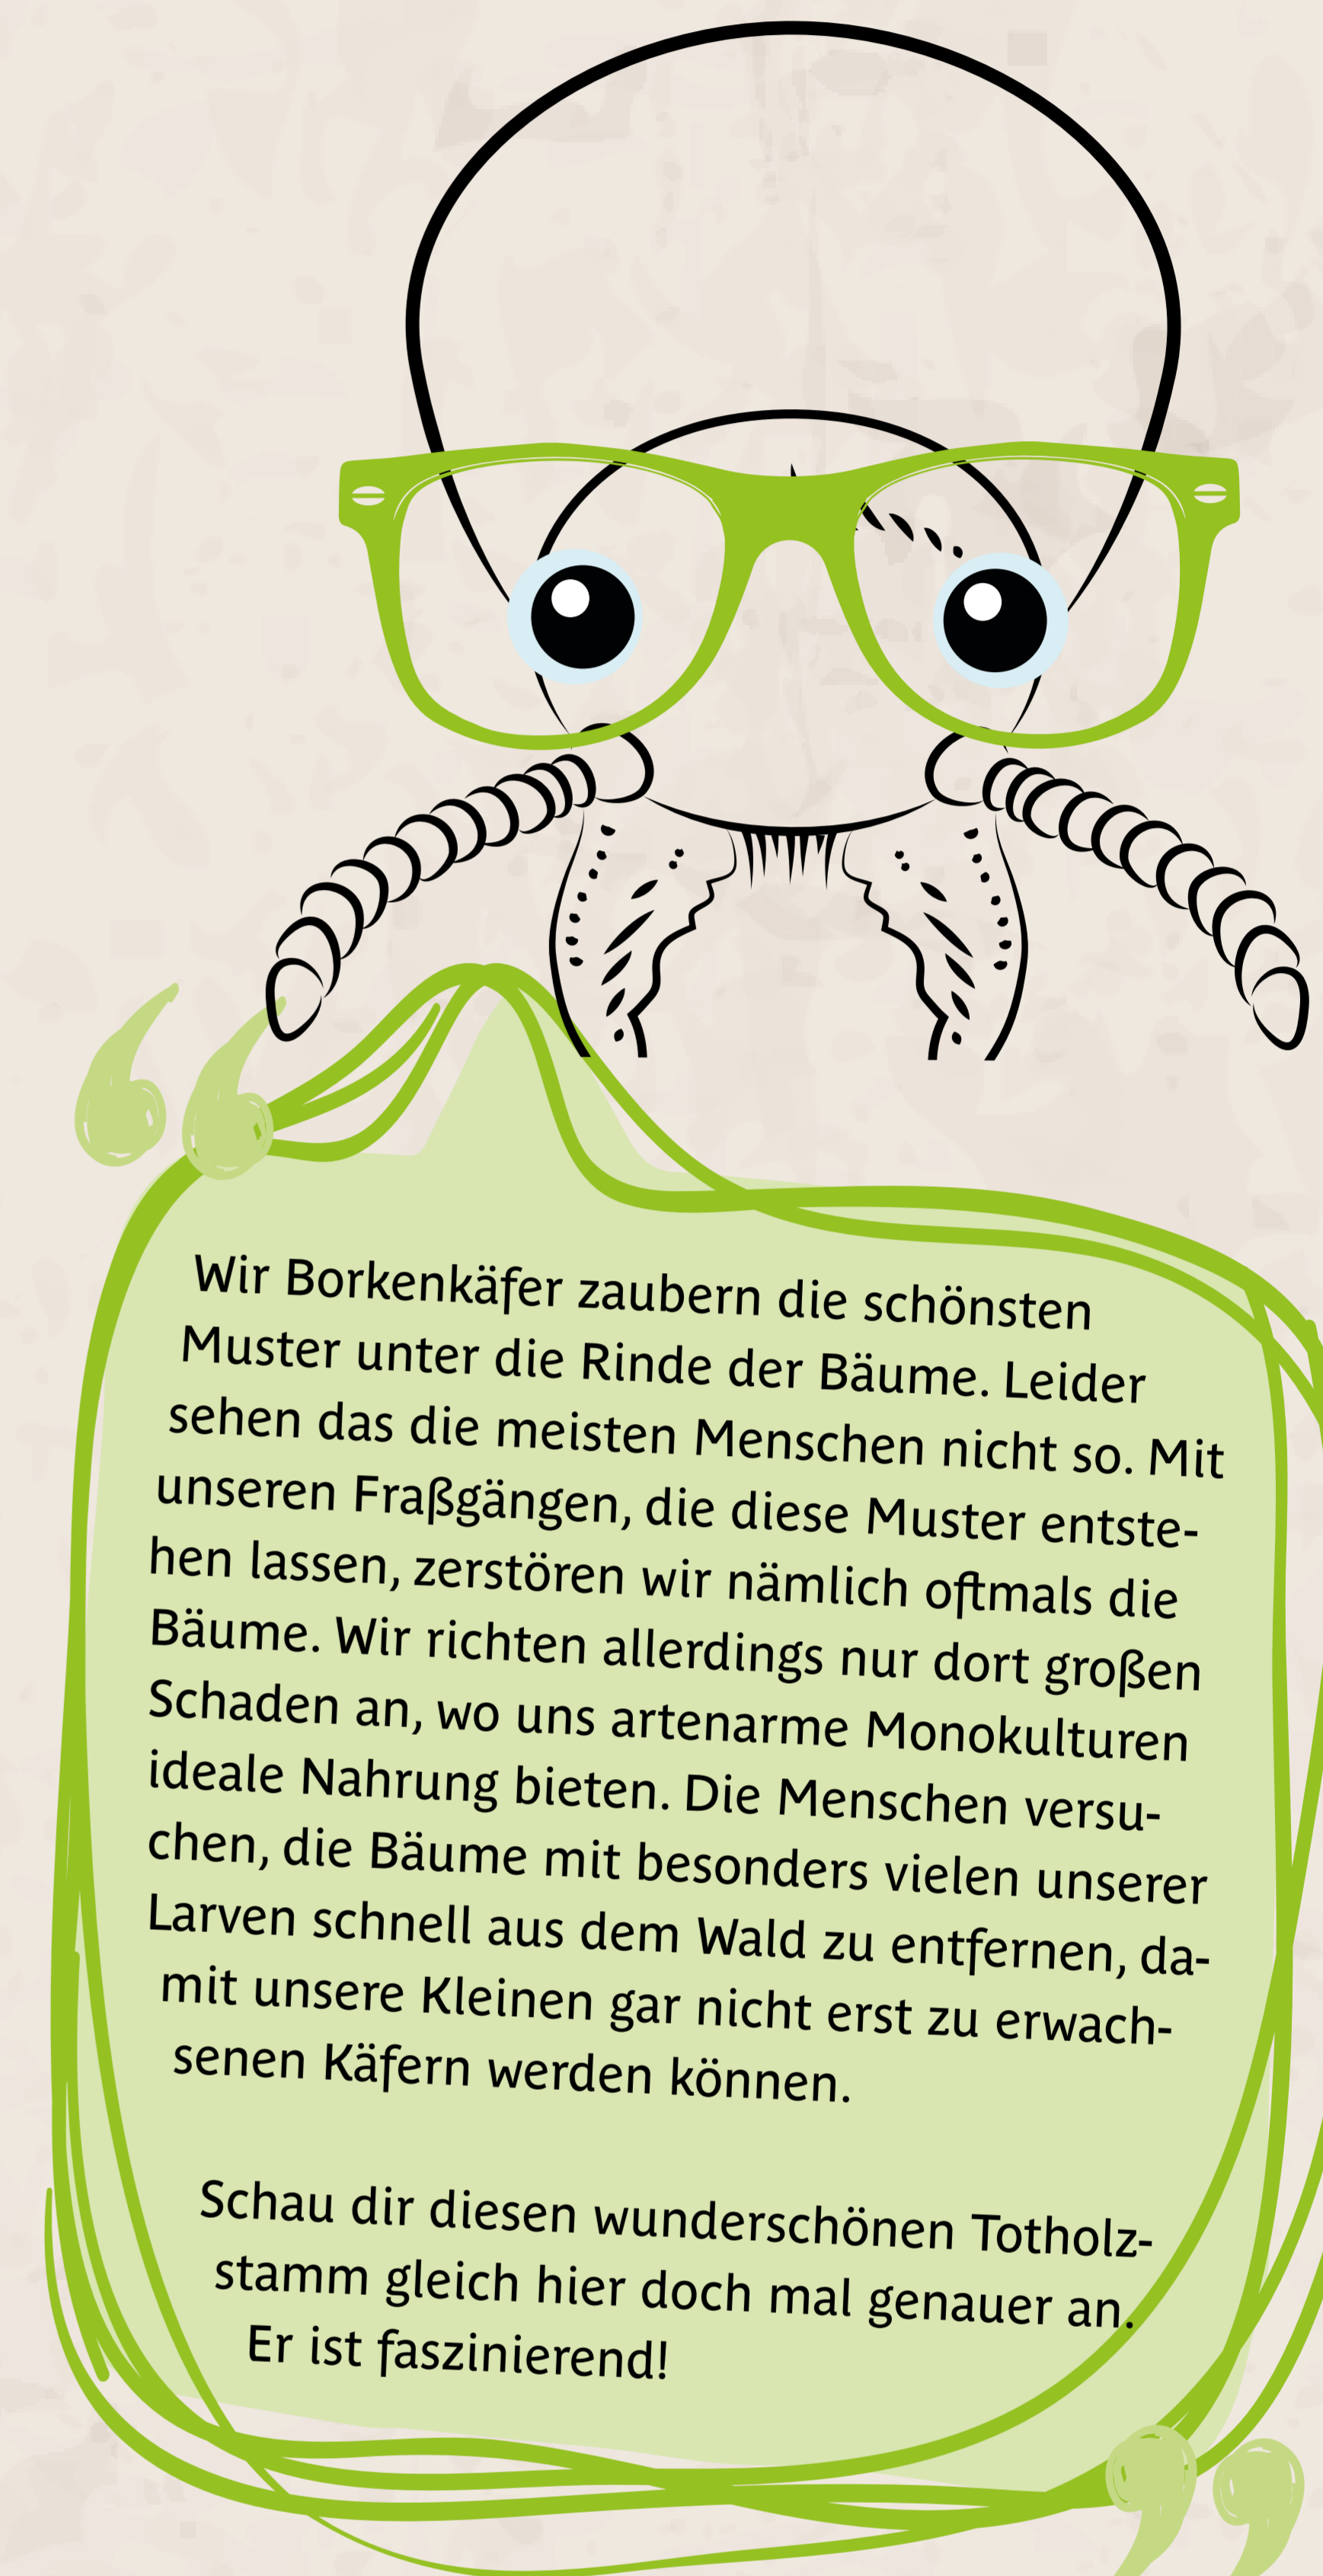 Wir Borkenkäfer zaubern die schönsten
Muster unter die Rinde der Bäume. Leider
sehen das die meisten Menschen nicht so. Mit
unseren Fraßgängen, die diese Muster entste-
hen lassen, zerstören wir nämlich oftmals die
Bäume. Wir richten allerdings nur dort großen
Schaden an, wo uns artenarme Monokulturen
ideale Nahrung bieten. Die Menschen versu-
chen, die Bäume mit besonders vielen unserer
Larven schnell aus dem Wald zu entfernen, da-
mit unsere Kleinen gar nicht erst zu erwach-
senen Käfern werden können.
Schau dir diesen wunderschönen Totholz-
stamm gleich hier doch mal genauer an.
Er ist faszinierend!